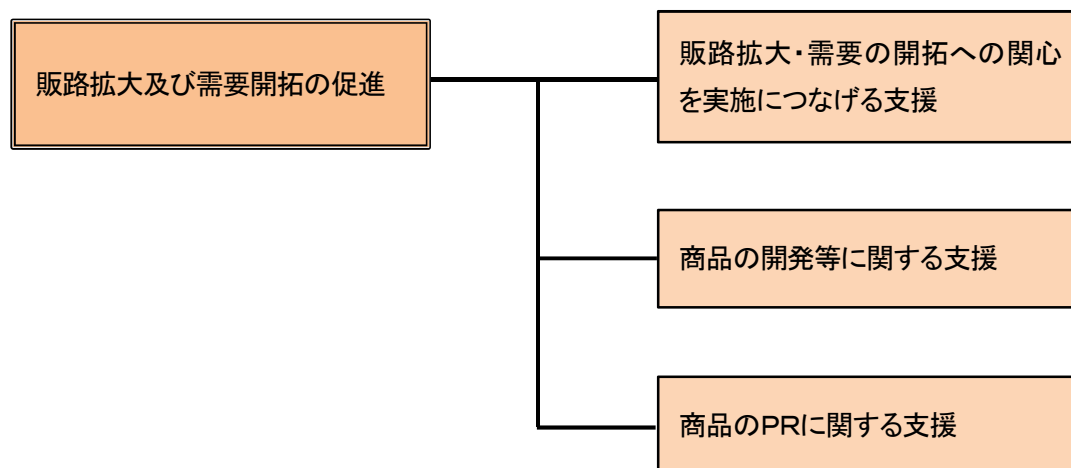 販路拡大及び需要開拓の促進
販路拡大・需要の開拓への関心
を実施につなげる支援
商品の開発等に関する支援
商品のPRに関する支援